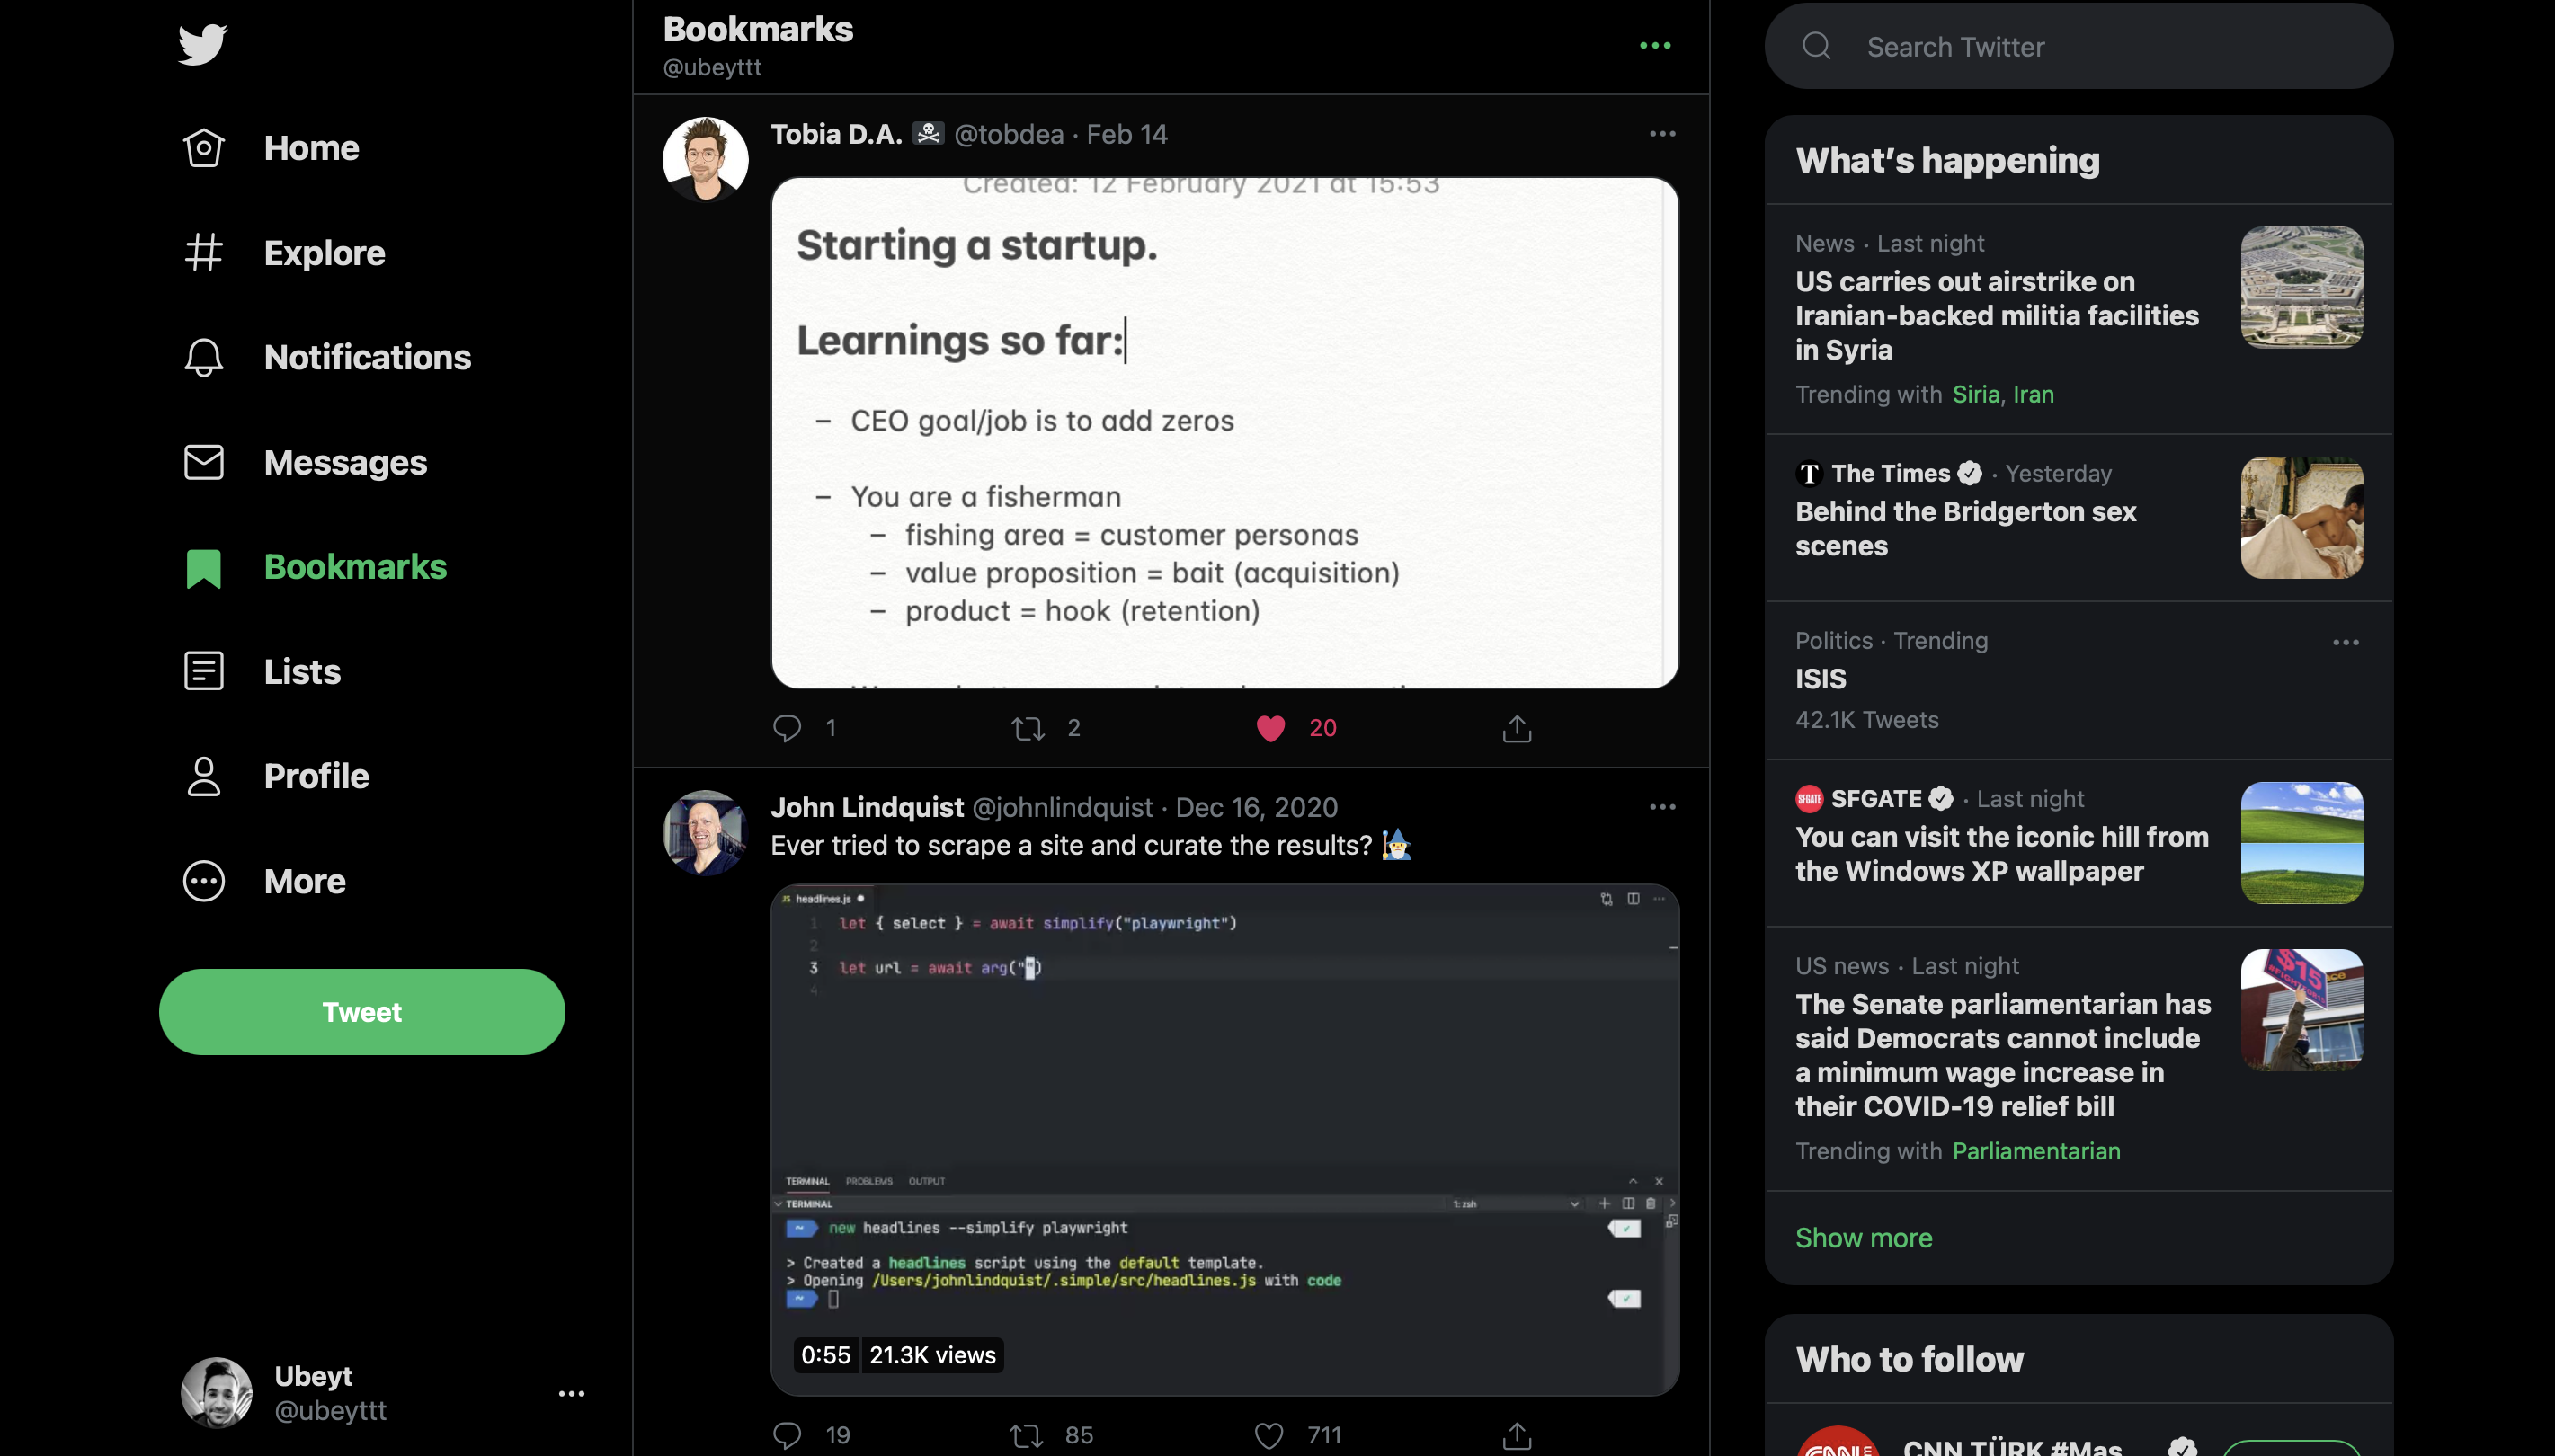 Home
Explore
Notifications
Messages
Bookmarks
Lists
Profile
More
Tweet
Ubeyt
@ubeyttt
Bookmarks
@ubeyttt
Tobia D.A. @tobdea · Feb 14
Created: 12 February 2021 at 15:53
Starting a startup.
Learnings so far:
– CEO goal/job is to add zeros
– You are a fisherman
– fishing area = customer personas
– value proposition = bait (acquisition)
– product = hook (retention)
1 2 20
John Lindquist @johnlindquist · Dec 16, 2020
Ever tried to scrape a site and curate the results? 🧙‍♂️
JS headlines.js
1 let { select } = await simplify("playwright")
2
3 let url = await arg("")
4
TERMINAL PROBLEMS OUTPUT
TERMINAL 1: zsh
~ new headlines --simplify playwright
> Created a headlines script using the default template.
> Opening /Users/johnlindquist/.simple/src/headlines.js with code
~
0:55 21.3K views
19 85 711
Search Twitter
What's happening
News · Last night
US carries out airstrike on
Iranian-backed militia facilities
in Syria
Trending with Siria, Iran
T The Times · Yesterday
Behind the Bridgerton sex
scenes
Politics · Trending
ISIS
42.1K Tweets
SFGATE SFGATE · Last night
You can visit the iconic hill from
the Windows XP wallpaper
US news · Last night
The Senate parliamentarian has
said Democrats cannot include
a minimum wage increase in
their COVID-19 relief bill
$15
Trending with Parliamentarian
Show more
Who to follow
CNN TÜRK #Mas